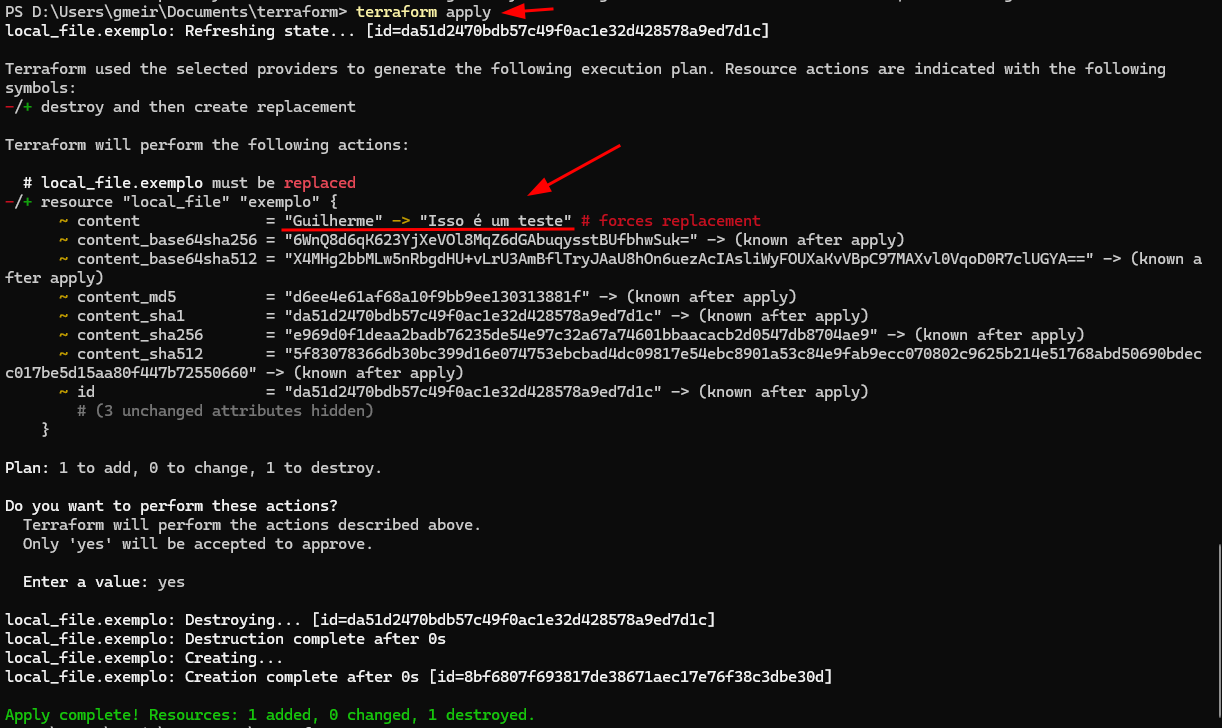 PS D:\Users\gmeir\Documents\terraform> terraform apply
local_file.exemplo: Refreshing state... [id=da51d2470bdb57c49f0ac1e32d428578a9ed7d1c]
Terraform used the selected providers to generate the following execution plan. Resource actions are indicated with the following
symbols:
-/+ destroy and then create replacement
Terraform will perform the following actions:
# local_file.exemplo must be replaced
-/+ resource "local_file" "exemplo" {
~ content = "Guilherme" -> "Isso é um teste" # forces replacement
~ content_base64sha256 = "6WnQ8d6qK623YjXeVOl8MqZ6dGAbuqysstBUfbhwSuk=" -> (known after apply)
~ content_base64sha512 = "X4MHg2bbMLw5nRbgdHU+vLrU3AmBflTryJAaU8hOn6uezAcIAsliWyFOUXaKvVBpC97MAXvl0VqoD0R7clUGYA==" -> (known a
fter apply)
~ content_md5 = "d6ee4e61af68a10f9bb9ee130313881f" -> (known after apply)
~ content_sha1 = "da51d2470bdb57c49f0ac1e32d428578a9ed7d1c" -> (known after apply)
~ content_sha256 = "e969d0f1deaa2badb76235de54e97c32a67a74601bbaacacb2d0547db8704ae9" -> (known after apply)
~ content_sha512 = "5f83078366db30bc399d16e074753ebcbad4dc09817e54ebc8901a53c84e9fab9ecc070802c9625b214e51768abd50690bdec
c017be5d15aa80f447b72550660" -> (known after apply)
~ id = "da51d2470bdb57c49f0ac1e32d428578a9ed7d1c" -> (known after apply)
# (3 unchanged attributes hidden)
}
Plan: 1 to add, 0 to change, 1 to destroy.
Do you want to perform these actions?
Terraform will perform the actions described above.
Only 'yes' will be accepted to approve.
Enter a value: yes
local_file.exemplo: Destroying... [id=da51d2470bdb57c49f0ac1e32d428578a9ed7d1c]
local_file.exemplo: Destruction complete after 0s
local_file.exemplo: Creating...
local_file.exemplo: Creation complete after 0s [id=8bf6807f693817de38671aec17e76f38c3dbe30d]
Apply complete! Resources: 1 added, 0 changed, 1 destroyed.